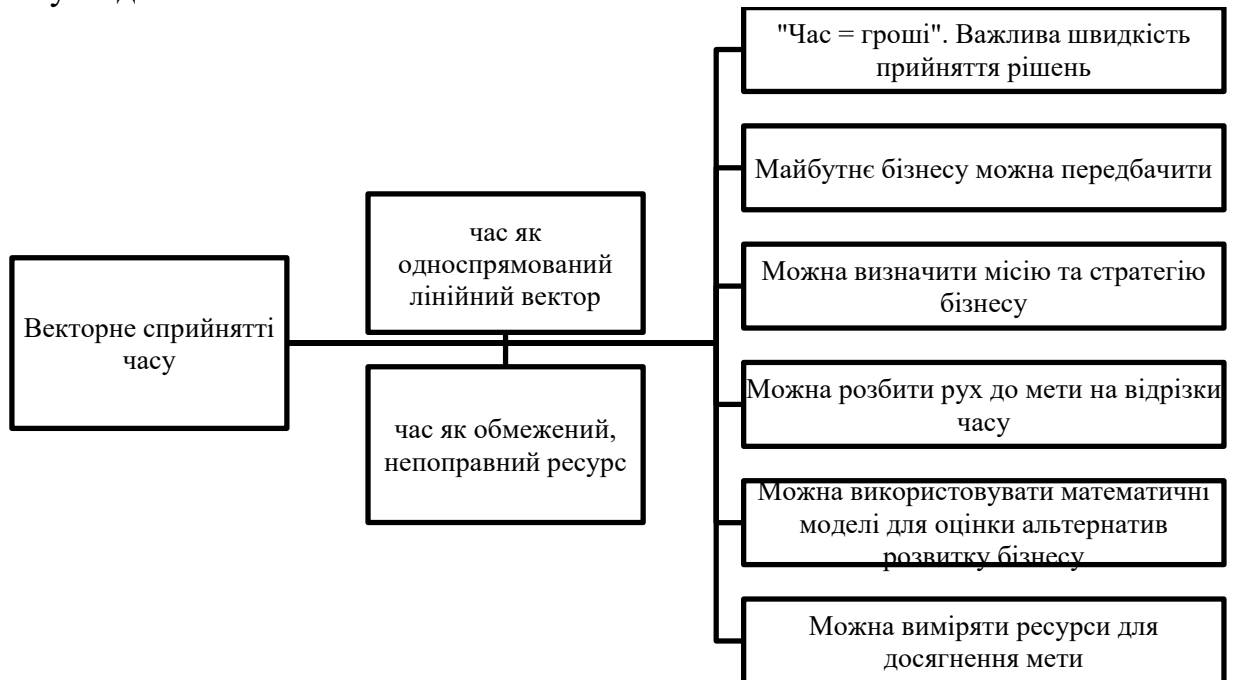 Векторне сприйнятті
часу
час як
односпрямований
лінійний вектор
час як обмежений,
непоправний ресурс
"Час = гроші". Важлива швидкість
прийняття рішень
Майбутнє бізнесу можна передбачити
Можна визначити місію та стратегію
бізнесу
Можна розбити рух до мети на відрізки
часу
Можна використовувати математичні
моделі для оцінки альтернатив
розвитку бізнесу
Можна виміряти ресурси для
досягнення мети